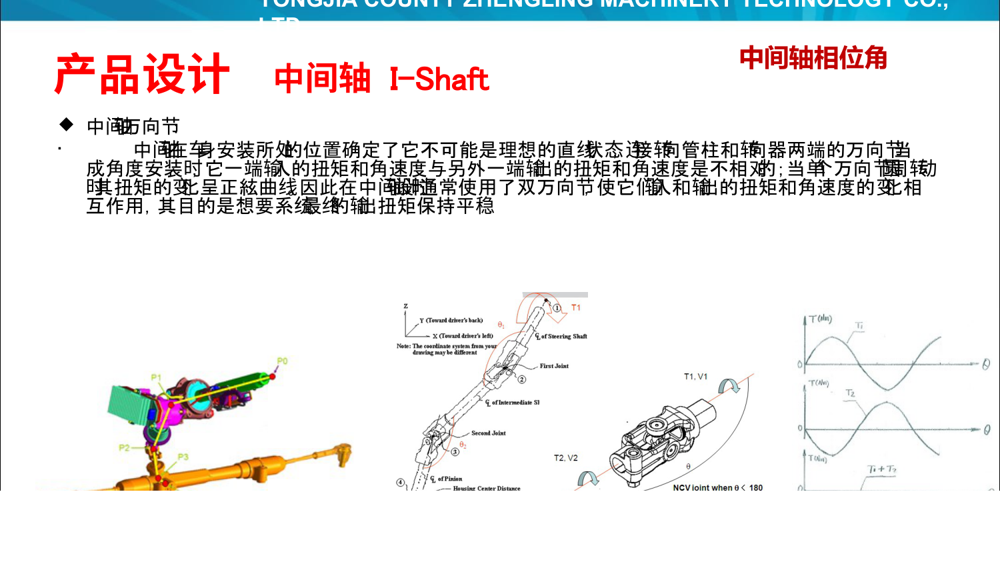 TONGJIA COUNTY ZHENGLING MACHINERY TECHNOLOGY CO.,
LTD
产品设计 中间轴 I-Shaft
中间轴相位角
◆ 中间轴万向节
· 中间轴在车身安装所处的位置确定了它不可能是理想的直线状态连接转向管柱和转向器两端的万向节当
成角度安装时它一端输入的扭矩和角速度与另外一端输出的扭矩和角速度是不相对的;当单个万向节圆周转动
时其扭矩的变化呈正絃曲线因此在中间轴设计通常使用了双万向节使它们输入和输出的扭矩和角速度的变化相
互作用, 其目的是想要系统最终的输出扭矩保持平稳
P0
P1
P2
P3
Z
Y (Toward driver's back)
X (Toward driver's left)
Note: The coordinate system from your
drawing may be different
θ1
① T1
℄ of Steering Shaft
First Joint
②
℄ of Intermediate Sl
Second Joint
θ2
③
④
℄ of Pinion
Housing Center Distance
T1, V1
T2, V2
θ
NCV joint when θ < 180
T(Nm)
T1
0 θ
T(Nm)
T2
0 θ
T(Nm)
T1+T2
0